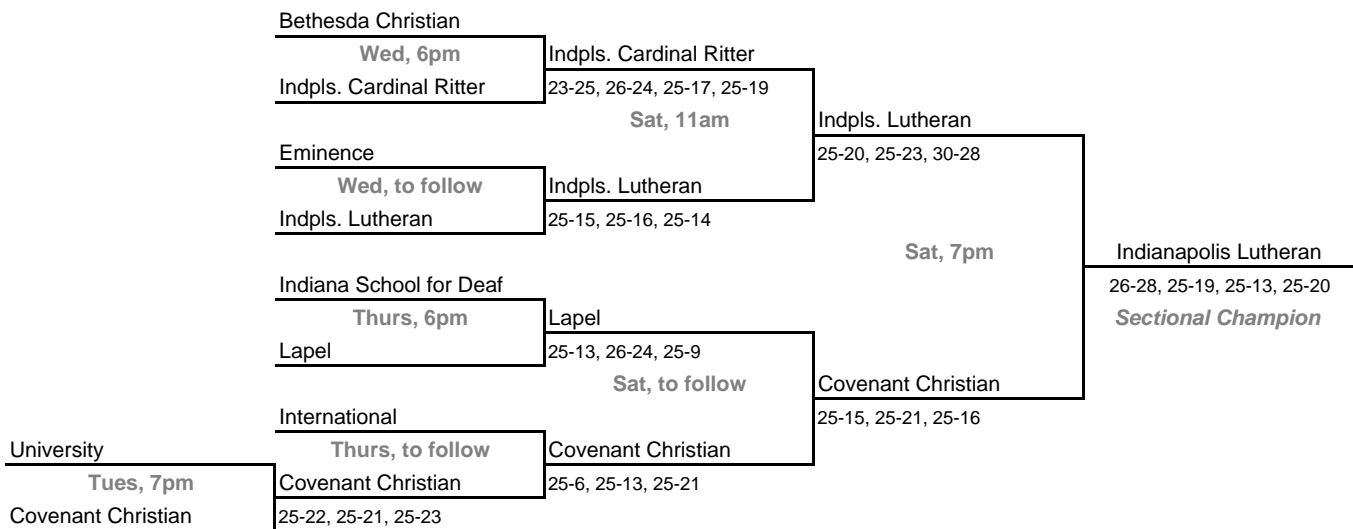 Bethesda Christian
Wed, 6pm
Indpls. Cardinal Ritter
Indpls. Cardinal Ritter
23-25, 26-24, 25-17, 25-19
Sat, 11am
Indpls. Lutheran
25-20, 25-23, 30-28
Eminence
Wed, to follow
Indpls. Lutheran
Indpls. Lutheran
25-15, 25-16, 25-14
Sat, 7pm
Indianapolis Lutheran
26-28, 25-19, 25-13, 25-20
Sectional Champion
Indiana School for Deaf
Thurs, 6pm
Lapel
Lapel
25-13, 26-24, 25-9
Sat, to follow
Covenant Christian
25-15, 25-21, 25-16
International
Thurs, to follow
Covenant Christian
25-6, 25-13, 25-21
University
Tues, 7pm
Covenant Christian
Covenant Christian
25-22, 25-21, 25-23